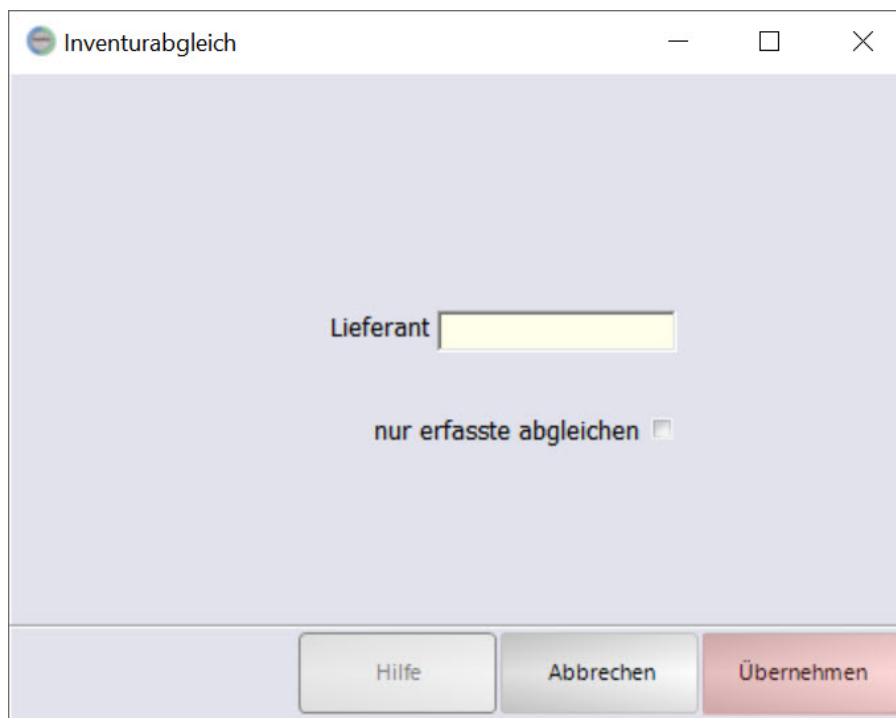 Inventurabgleich
Lieferant
nur erfasste abgleichen
Hilfe Abbrechen Übernehmen